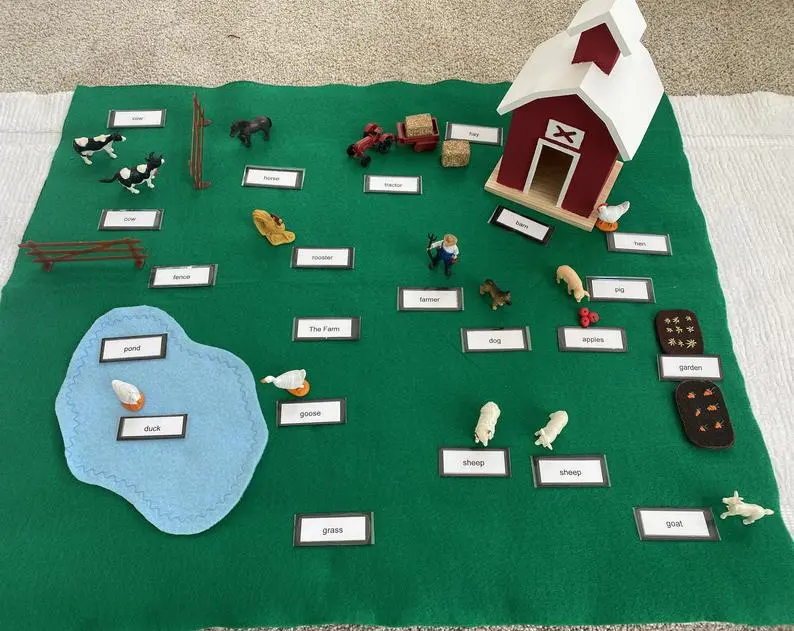 cow
hay
horse
tractor
cow
barn
hen
rooster
fence
pig
farmer
The Farm
dog
apples
pond
garden
goose
duck
sheep
sheep
goat
grass